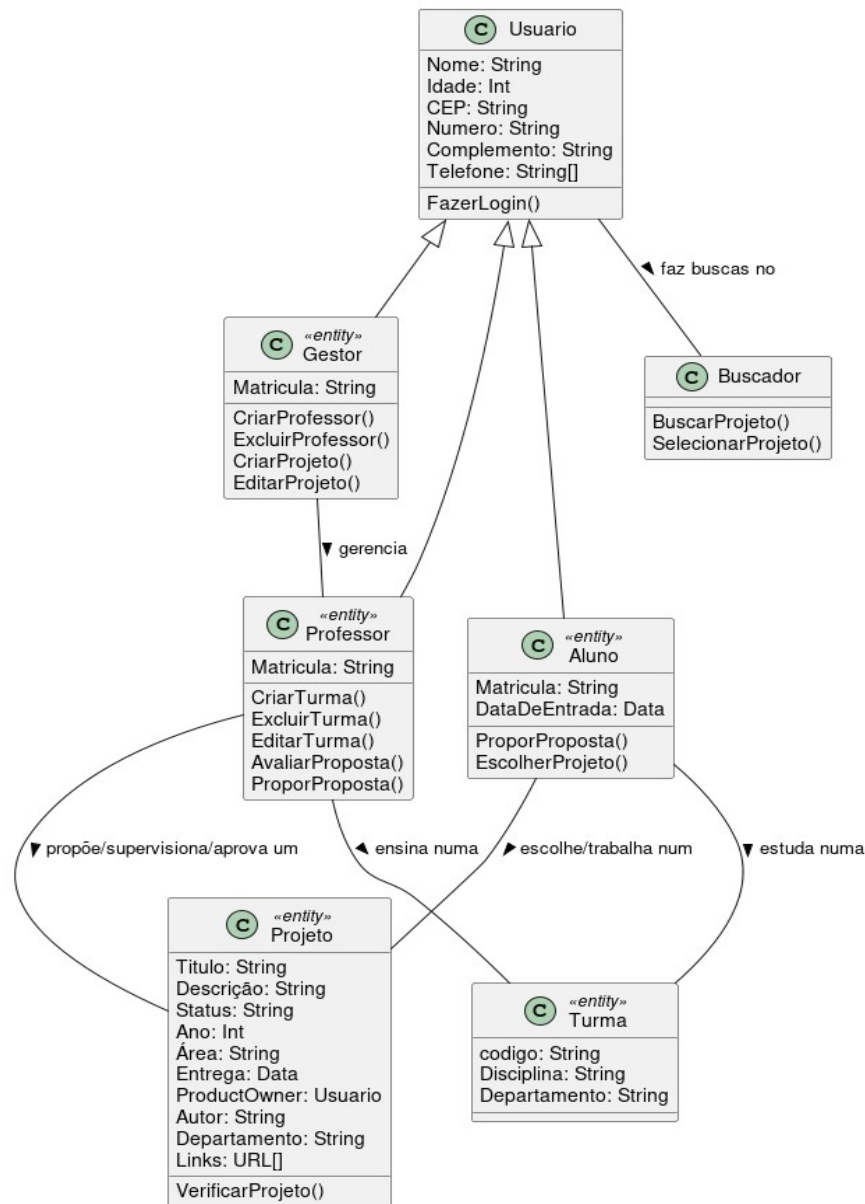 C Usuario
Nome: String
Idade: Int
CEP: String
Numero: String
Complemento: String
Telefone: String[]
FazerLogin()
faz buscas no
C «entity»
Gestor
Matricula: String
CriarProfessor()
ExcluirProfessor()
CriarProjeto()
EditarProjeto()
C Buscador
BuscarProjeto()
SelecionarProjeto()
gerencia
C «entity»
Professor
Matricula: String
CriarTurma()
ExcluirTurma()
EditarTurma()
AvaliarProposta()
ProporProposta()
C «entity»
Aluno
Matricula: String
DataDeEntrada: Data
ProporProposta()
EscolherProjeto()
propõe/supervisiona/aprova um
ensina numa
escolhe/trabalha num
estuda numa
C «entity»
Projeto
Titulo: String
Descrição: String
Status: String
Ano: Int
Área: String
Entrega: Data
ProductOwner: Usuario
Autor: String
Departamento: String
Links: URL[]
VerificarProjeto()
C «entity»
Turma
codigo: String
Disciplina: String
Departamento: String